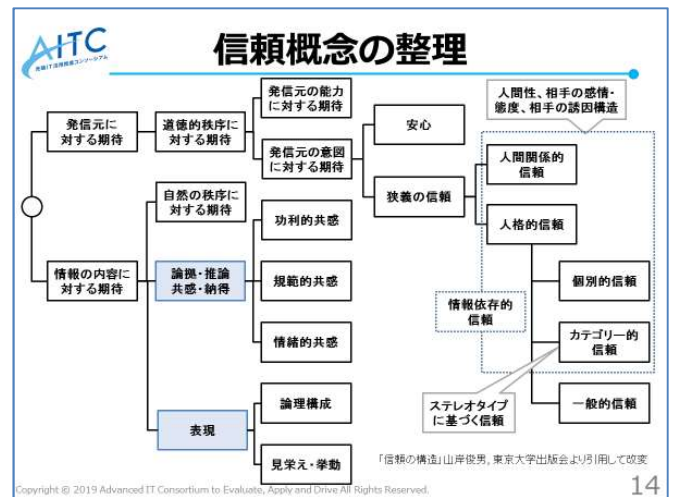 AITC
先端IT活用推進コンソーシアム
信頼概念の整理
人間性、相手の感情・
態度、相手の誘因構造
発信元に
対する期待
道徳的秩序に
対する期待
発信元の能力
に対する期待
発信元の意図
に対する期待
安心
狭義の信頼
人間関係的
信頼
人格的信頼
自然の秩序に
対する期待
情報の内容に
対する期待
論拠・推論
共感・納得
功利的共感
規範的共感
情緒的共感
情報依存的
信頼
個別的信頼
カテゴリー的
信頼
一般的信頼
ステレオタイプ
に基づく信頼
表現
論理構成
見栄え・挙動
「信頼の構造」山岸俊男, 東京大学出版会より引用して改変
Copyright © 2019 Advanced IT Consortium to Evaluate, Apply and Drive All Rights Reserved.
14